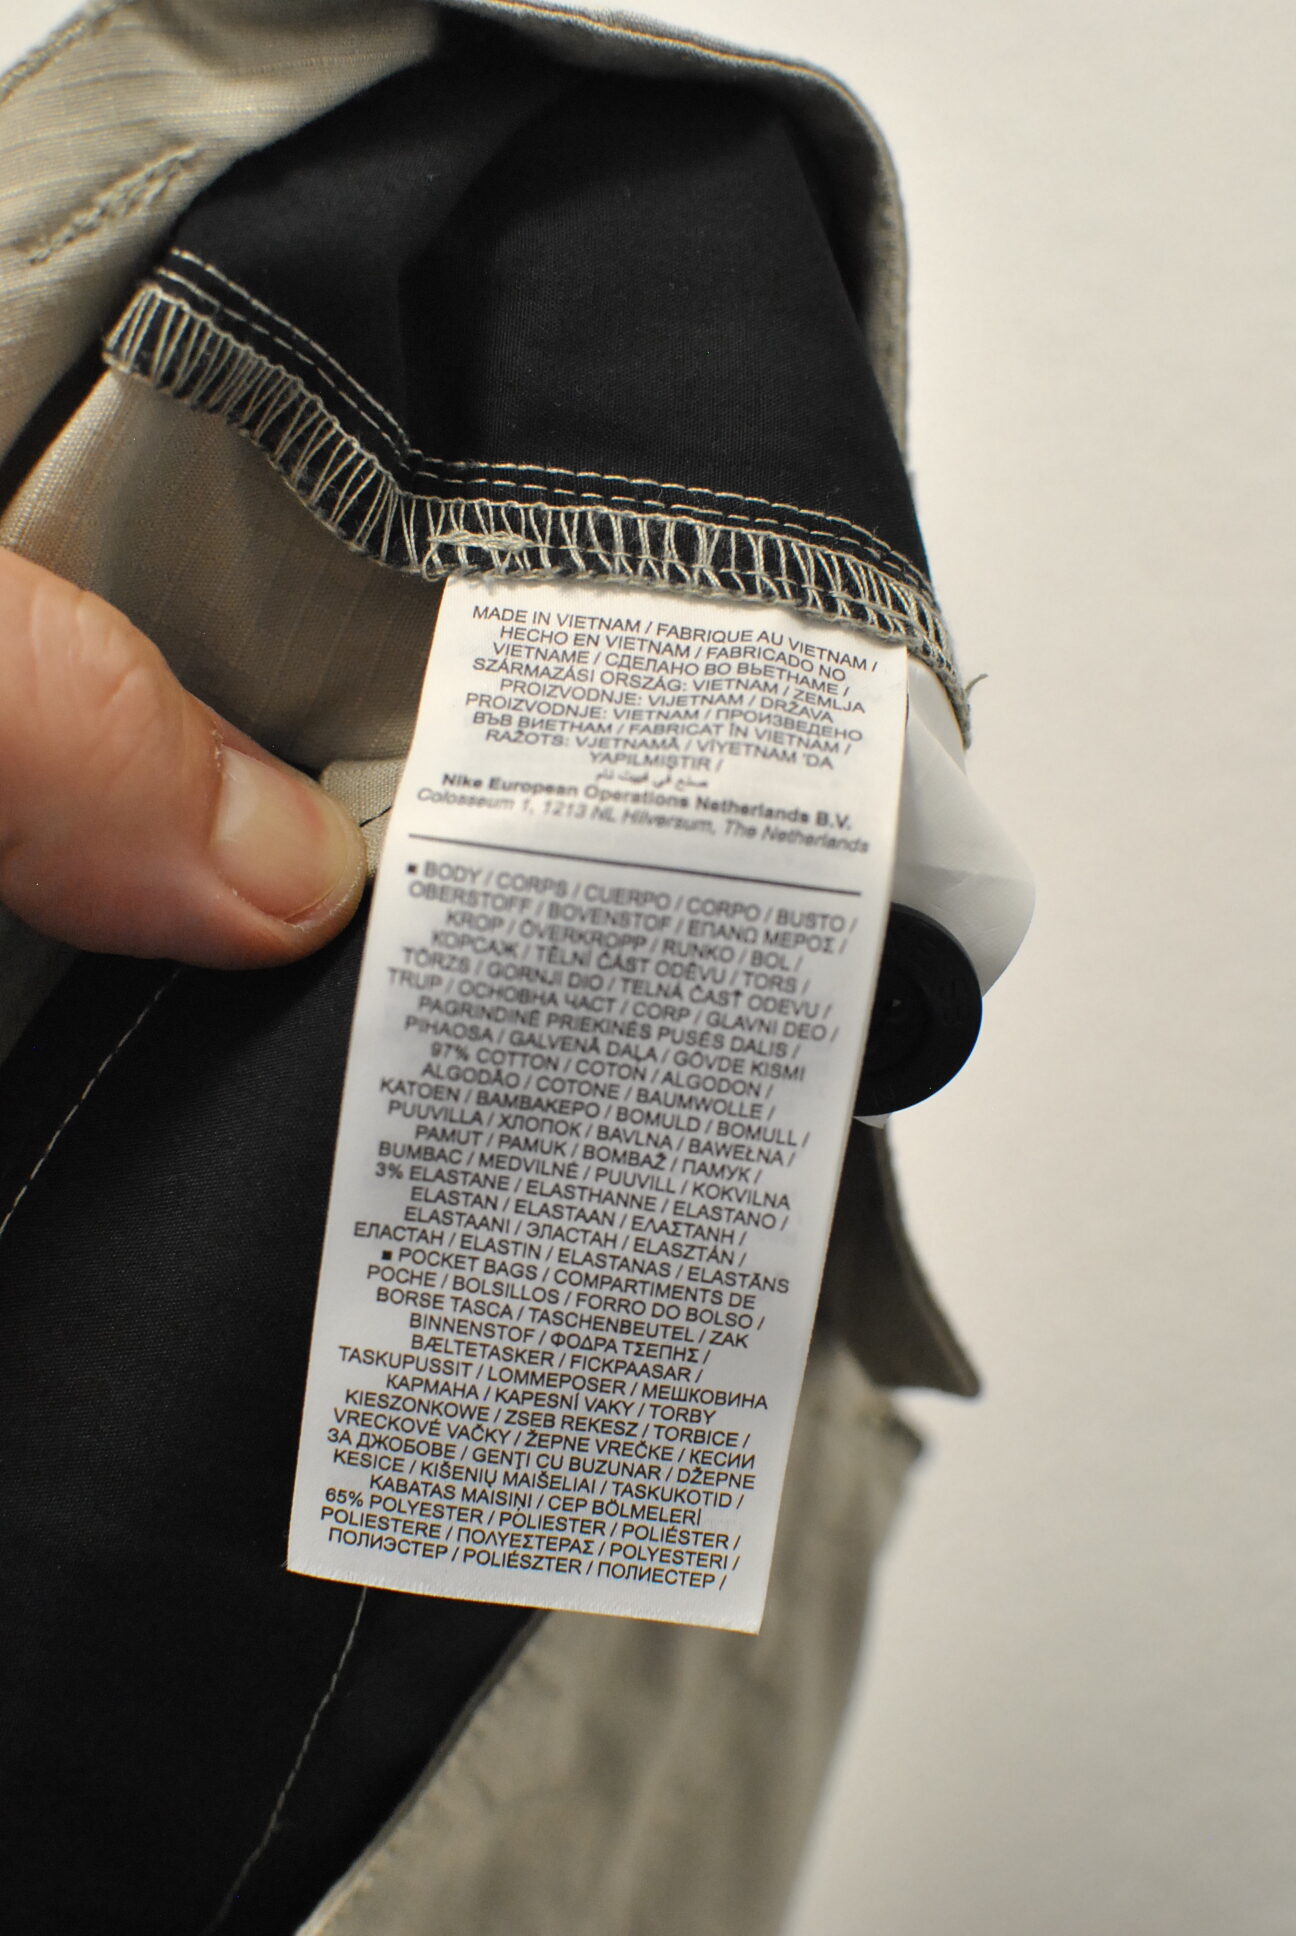 MADE IN VIETNAM / FABRIQUE AU VIETNAM /
HECHO EN VIETNAM / FABRICADO NO
VIETNAME / СДЕЛАНО ВО ВЬЕТНАМЕ /
SZÁRMAZÁSI ORSZÁG: VIETNAM / ZEMLJA
PROIZVODNJE: VIJETNAM / DRŽAVA
PROIZVODNJE: VIETNAM / ПРОИЗВЕДЕНО
ВЪВ ВИЕТНАМ / FABRICAT ÎN VIETNAM /
RAŽOTS: VJETNAMĀ / VİYETNAM 'DA
YAPILMIŞTIR /
صنع في فييت نام
Nike European Operations Netherlands B.V.
Colosseum 1, 1213 NL Hilversum, The Netherlands
■ BODY / CORPS / CUERPO / CORPO / BUSTO /
OBERSTOFF / BOVENSTOF / ΕΠΑΝΩ ΜΕΡΟΣ /
KROP / ÖVERKROPP / RUNKO / BOL /
КОРСАЖ / TĚLNÍ ČÁST ODĚVU / TORS /
TÖRZS / GORNJI DIO / TELNÁ ČASŤ ODEVU /
TRUP / ОСНОВНА ЧАСТ / CORP / GLAVNI DEO /
PAGRINDINĖ PRIEKINĖS PUSĖS DALIS /
PIHAOSA / GALVENĀ DAĻA / GÖVDE KISMI
97% COTTON / COTON / ALGODON /
ALGODÃO / COTONE / BAUMWOLLE /
KATOEN / ΒΑΜΒΑΚΕΡΟ / BOMULD / BOMULL /
PUUVILLA / ХЛОПОК / BAVLNA / BAWEŁNA /
PAMUT / PAMUK / BOMBAŽ / ПАМУК /
BUMBAC / MEDVILNĖ / PUUVILL / KOKVILNA
3% ELASTANE / ELASTHANNE / ELASTANO /
ELASTAN / ELASTAAN / ΕΛΑΣΤΑΝΗ /
ELASTAANI / ЭЛАСТАН / ELASZTÁN /
ЕЛАСТАН / ELASTIN / ELASTANAS / ELASTĀNS
■ POCKET BAGS / COMPARTIMENTS DE
POCHE / BOLSILLOS / FORRO DO BOLSO /
BORSE TASCA / TASCHENBEUTEL / ZAK
BINNENSTOF / ΦΟΔΡΑ ΤΣΕΠΗΣ /
BÆLTETASKER / FICKPAASAR /
TASKUPUSSIT / LOMMEPOSER / МЕШКОВИНА
КАРМАНА / KAPESNÍ VAKY / TORBY
KIESZONKOWE / ZSEB REKESZ / TORBICE /
VRECKOVÉ VAČKY / ŽEPNE VREČKE / КЕСИИ
ЗА ДЖОБОВЕ / GENŢI CU BUZUNAR / DŽEPNE
KESICE / KIŠENIŲ MAIŠELIAI / TASKUKOTID /
KABATAS MAISIŅI / CEP BÖLMELERİ
65% POLYESTER / POLIESTER / POLIÉSTER /
POLIESTERE / ΠΟΛΥΕΣΤΕΡΑΣ / POLYESTERI /
ПОЛИЭСТЕР / POLIÉSZTER / ПОЛИЕСТЕР /